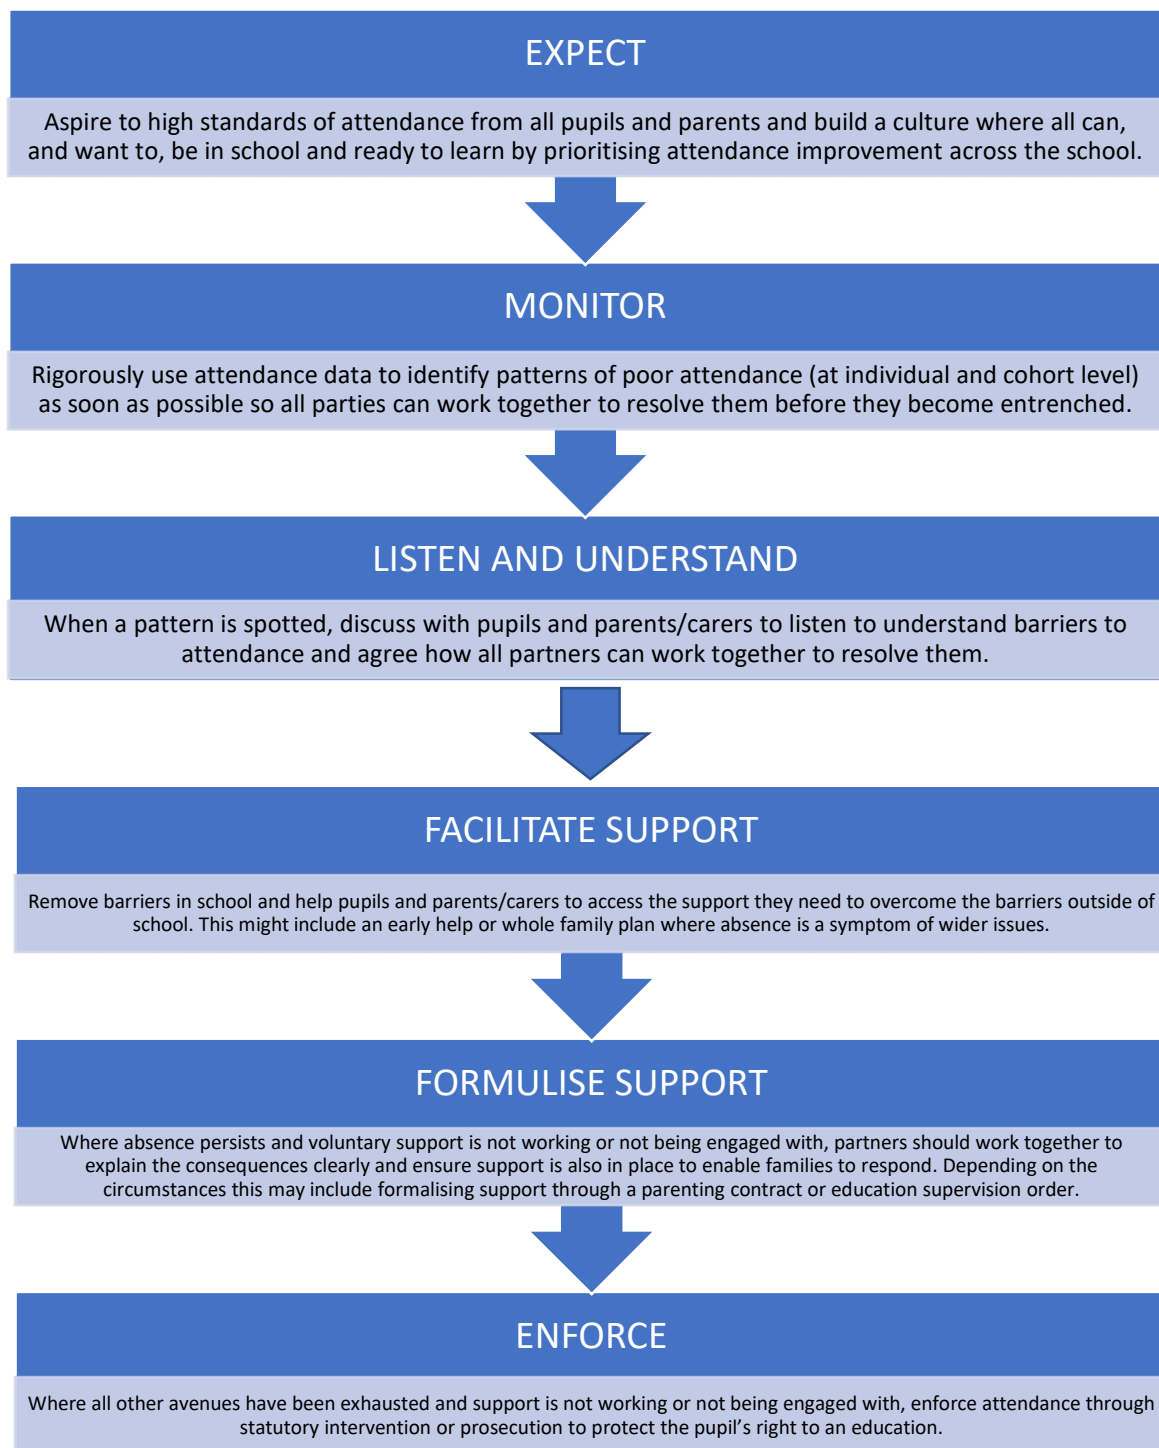 EXPECT
Aspire to high standards of attendance from all pupils and parents and build a culture where all can,
and want to, be in school and ready to learn by prioritising attendance improvement across the school.
MONITOR
Rigorously use attendance data to identify patterns of poor attendance (at individual and cohort level)
as soon as possible so all parties can work together to resolve them before they become entrenched.
LISTEN AND UNDERSTAND
When a pattern is spotted, discuss with pupils and parents/carers to listen to understand barriers to
attendance and agree how all partners can work together to resolve them.
FACILITATE SUPPORT
Remove barriers in school and help pupils and parents/carers to access the support they need to overcome the barriers outside of
school. This might include an early help or whole family plan where absence is a symptom of wider issues.
FORMULISE SUPPORT
Where absence persists and voluntary support is not working or not being engaged with, partners should work together to
explain the consequences clearly and ensure support is also in place to enable families to respond. Depending on the
circumstances this may include formalising support through a parenting contract or education supervision order.
ENFORCE
Where all other avenues have been exhausted and support is not working or not being engaged with, enforce attendance through
statutory intervention or prosecution to protect the pupil’s right to an education.